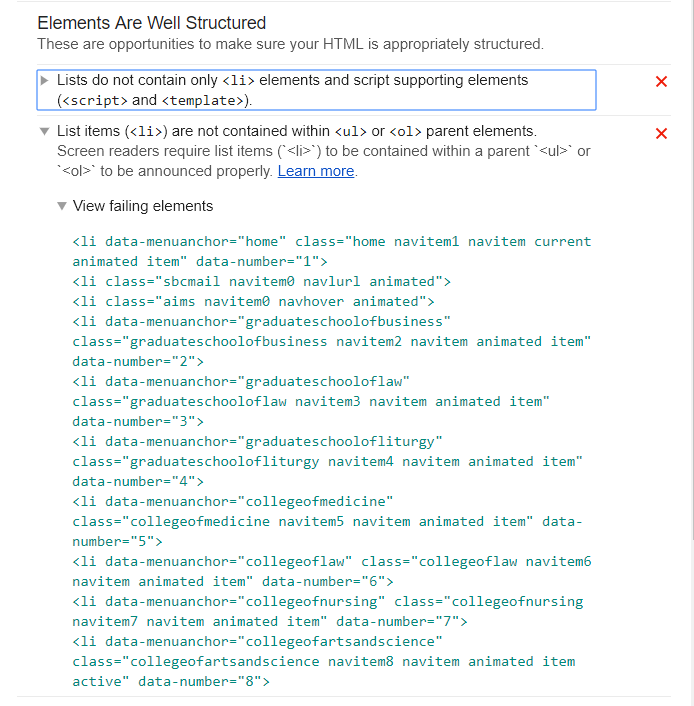 Elements Are Well Structured
These are opportunities to make sure your HTML is appropriately structured.
Lists do not contain only <li> elements and script supporting elements
(<script> and <template>).
List items (<li>) are not contained within <ul> or <ol> parent elements.
Screen readers require list items (`<li>`) to be contained within a parent `<ul>` or
`<ol>` to be announced properly. Learn more.
View failing elements
<li data-menuanchor="home" class="home navitem1 navitem current
animated item" data-number="1">
<li class="sbcmail navitem0 navlurl animated">
<li class="aims navitem0 navhover animated">
<li data-menuanchor="graduateschoolofbusiness"
class="graduateschoolofbusiness navitem2 navitem animated item"
data-number="2">
<li data-menuanchor="graduateschooloflaw"
class="graduateschooloflaw navitem3 navitem animated item"
data-number="3">
<li data-menuanchor="graduateschoolofliturgy"
class="graduateschoolofliturgy navitem4 navitem animated item"
data-number="4">
<li data-menuanchor="collegeofmedicine"
class="collegeofmedicine navitem5 navitem animated item" data-
number="5">
<li data-menuanchor="collegeoflaw" class="collegeoflaw navitem6
navitem animated item" data-number="6">
<li data-menuanchor="collegeofnursing" class="collegeofnursing
navitem7 navitem animated item" data-number="7">
<li data-menuanchor="collegeofartsandscience"
class="collegeofartsandscience navitem8 navitem animated item
active" data-number="8">